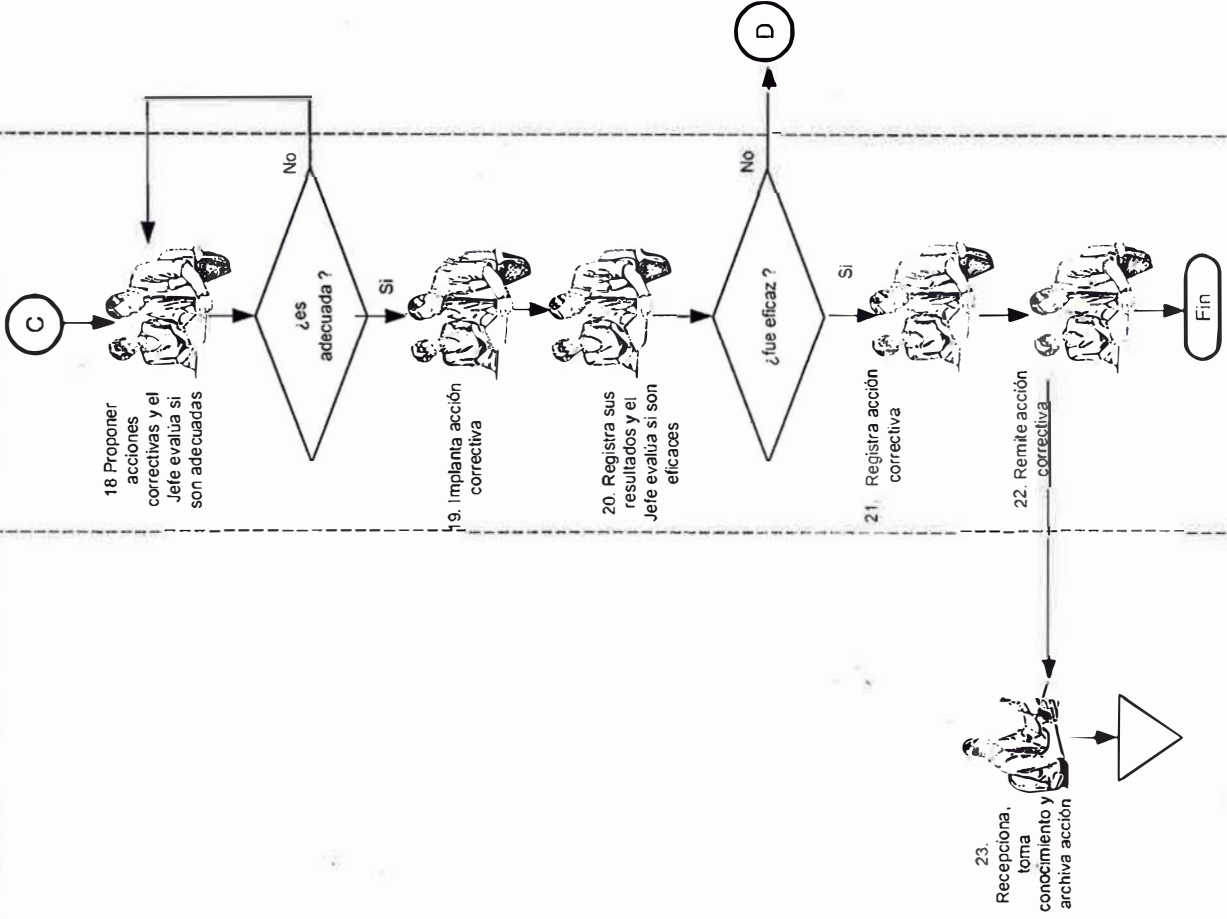 C
18 Proponer
acciones
correctivas y el
Jefe evalúa si
son adecuadas
¿es
adecuada ?
No
Si
19. Implanta acción
correctiva
20. Registra sus
resultados y el
Jefe evalúa si son
eficaces
¿fue eficaz ?
No
D
Si
21. Registra acción
correctiva
22. Remite acción
correctiva
Fin
23.
Recepciona,
toma
conocimiento y
archiva acción